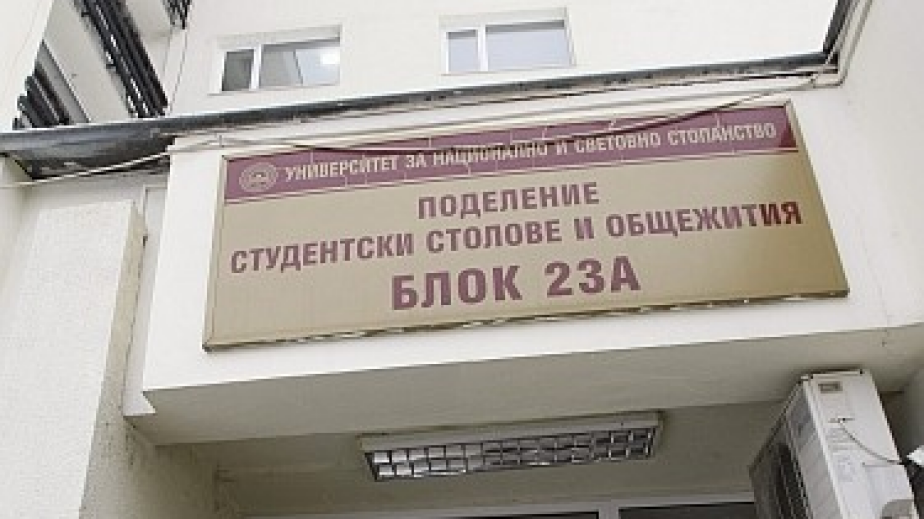 УНИВЕРСИТЕТ ЗА НАЦИОНАЛНО И СВЕТОВНО СТОПАНСТВО
ПОДЕЛЕНИЕ
СТУДЕНТСКИ СТОЛОВЕ И ОБЩЕЖИТИЯ
БЛОК 23А